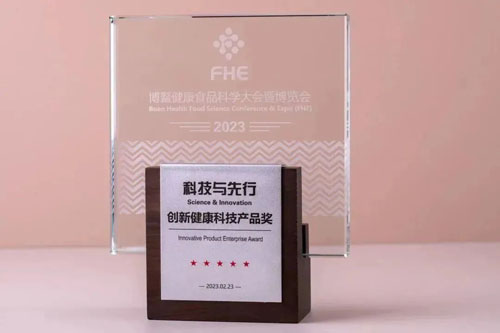 FHE
博鳌健康食品科学大会暨博览会
Boao Health Food Science Conference & Expo (FHE)
2023
科技与先行
Science & Innovation
创新健康科技产品奖
Innovative Product Enterprise Award
— 2023.02.23 —